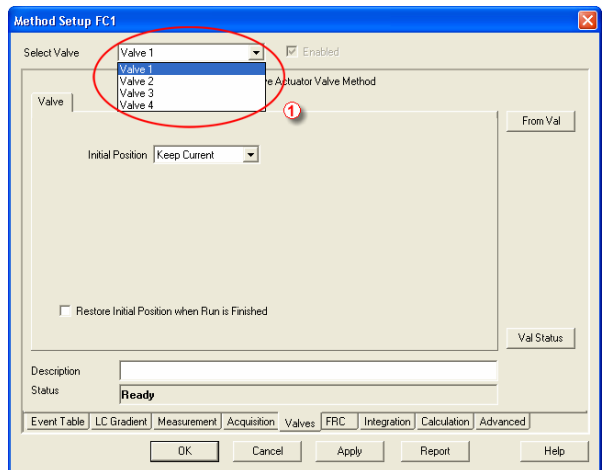 Method Setup FC1
Select Valve Valve 1 Enabled
Valve 1
Valve 2 e Actuator Valve Method
Valve 3
Valve 4
Valve
1
From Val
Initial Position Keep Current
Restore Initial Position when Run is Finished
Val Status
Description
Status Ready
Event Table LC Gradient Measurement Acquisition Valves FRC Integration Calculation Advanced
OK Cancel Apply Report Help